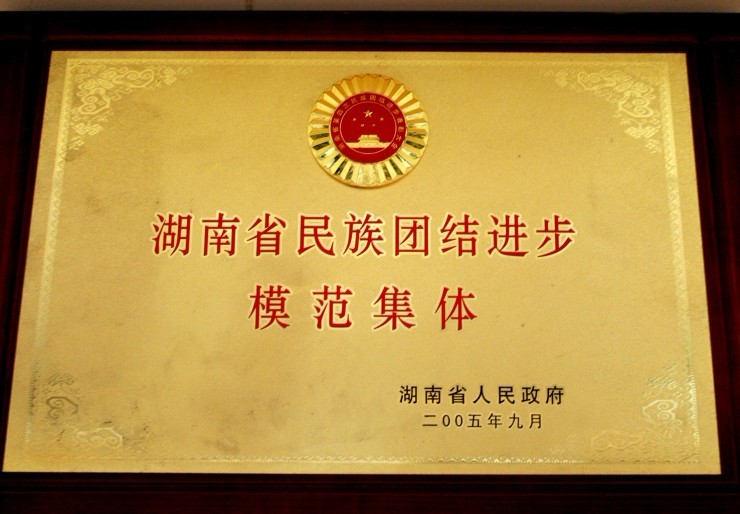 湖南省民族团结进步
模范集体
湖南省人民政府
二00五年九月